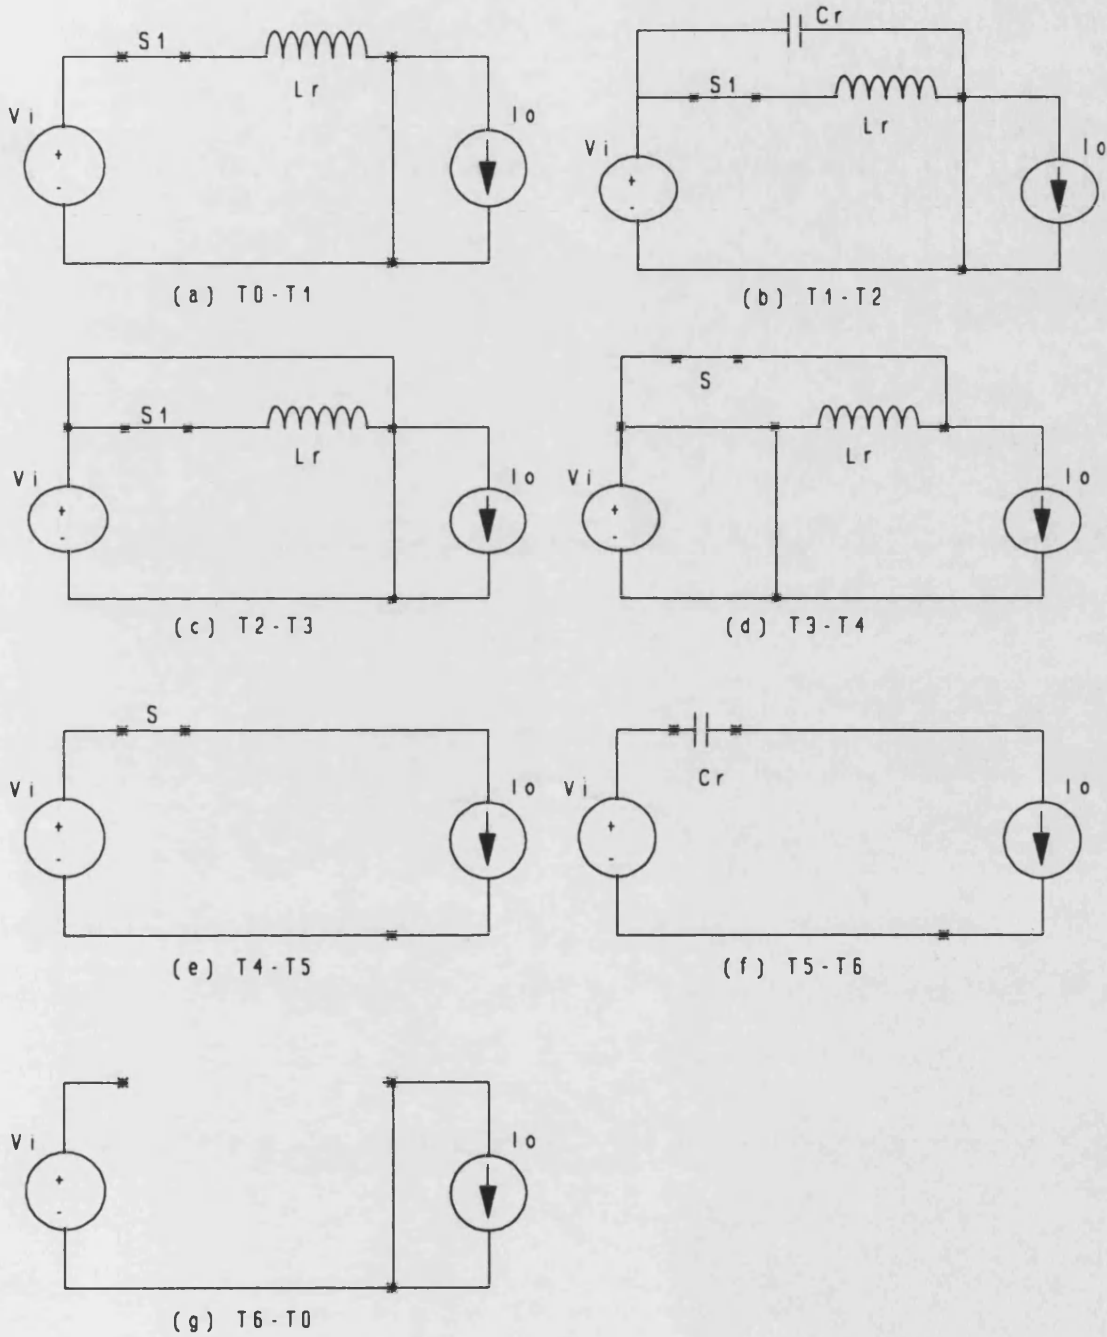 S1
Lr
Vi
+
-
Io
(a) T0-T1
Cr
S1
Lr
Vi
+
-
Io
(b) T1-T2
S1
Lr
Vi
+
-
Io
(c) T2-T3
S
Lr
Vi
+
-
Io
(d) T3-T4
S
Vi
+
-
Io
(e) T4-T5
Cr
Vi
+
-
Io
(f) T5-T6
Vi
+
-
Io
(g) T6-T0